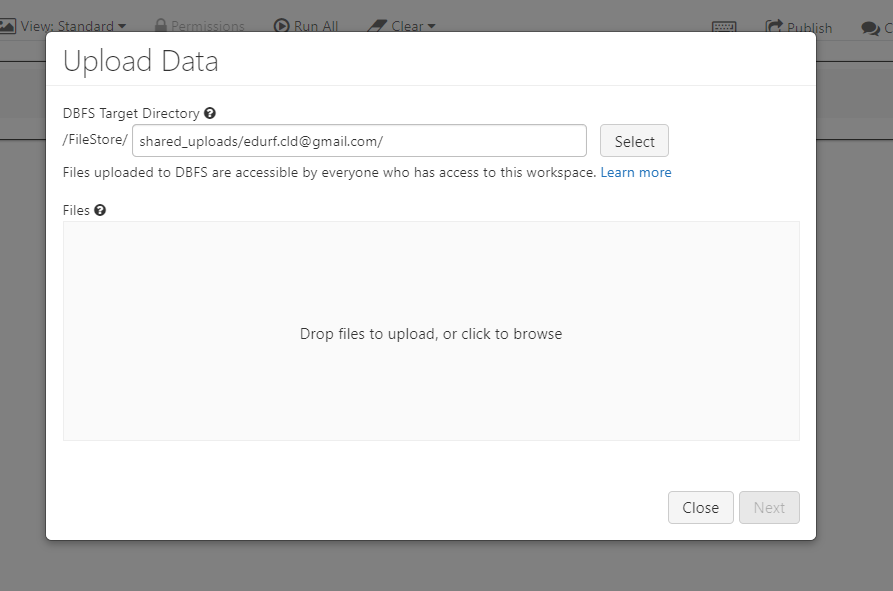 View: Standard Permissions Run All Clear Publish
Upload Data
DBFS Target Directory
/FileStore/ shared_uploads/edurf.cld@gmail.com/ Select
Files uploaded to DBFS are accessible by everyone who has access to this workspace. Learn more
Files
Drop files to upload, or click to browse
Close Next